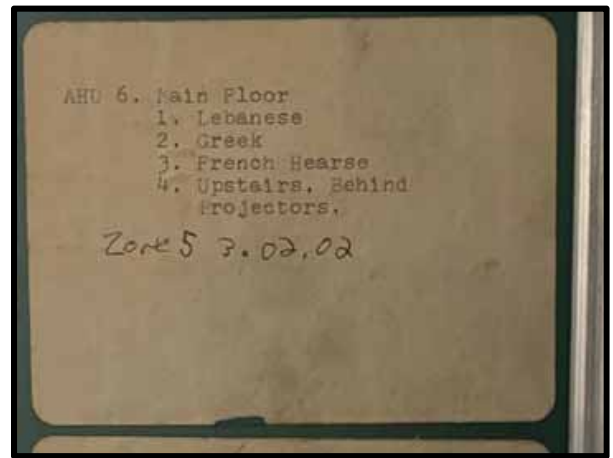 AHU 6. Main Floor
1. Lebanese
2. Greek
3. French Hearse
4. Upstairs. Behind
Projectors.
Zone 5 3.02.02